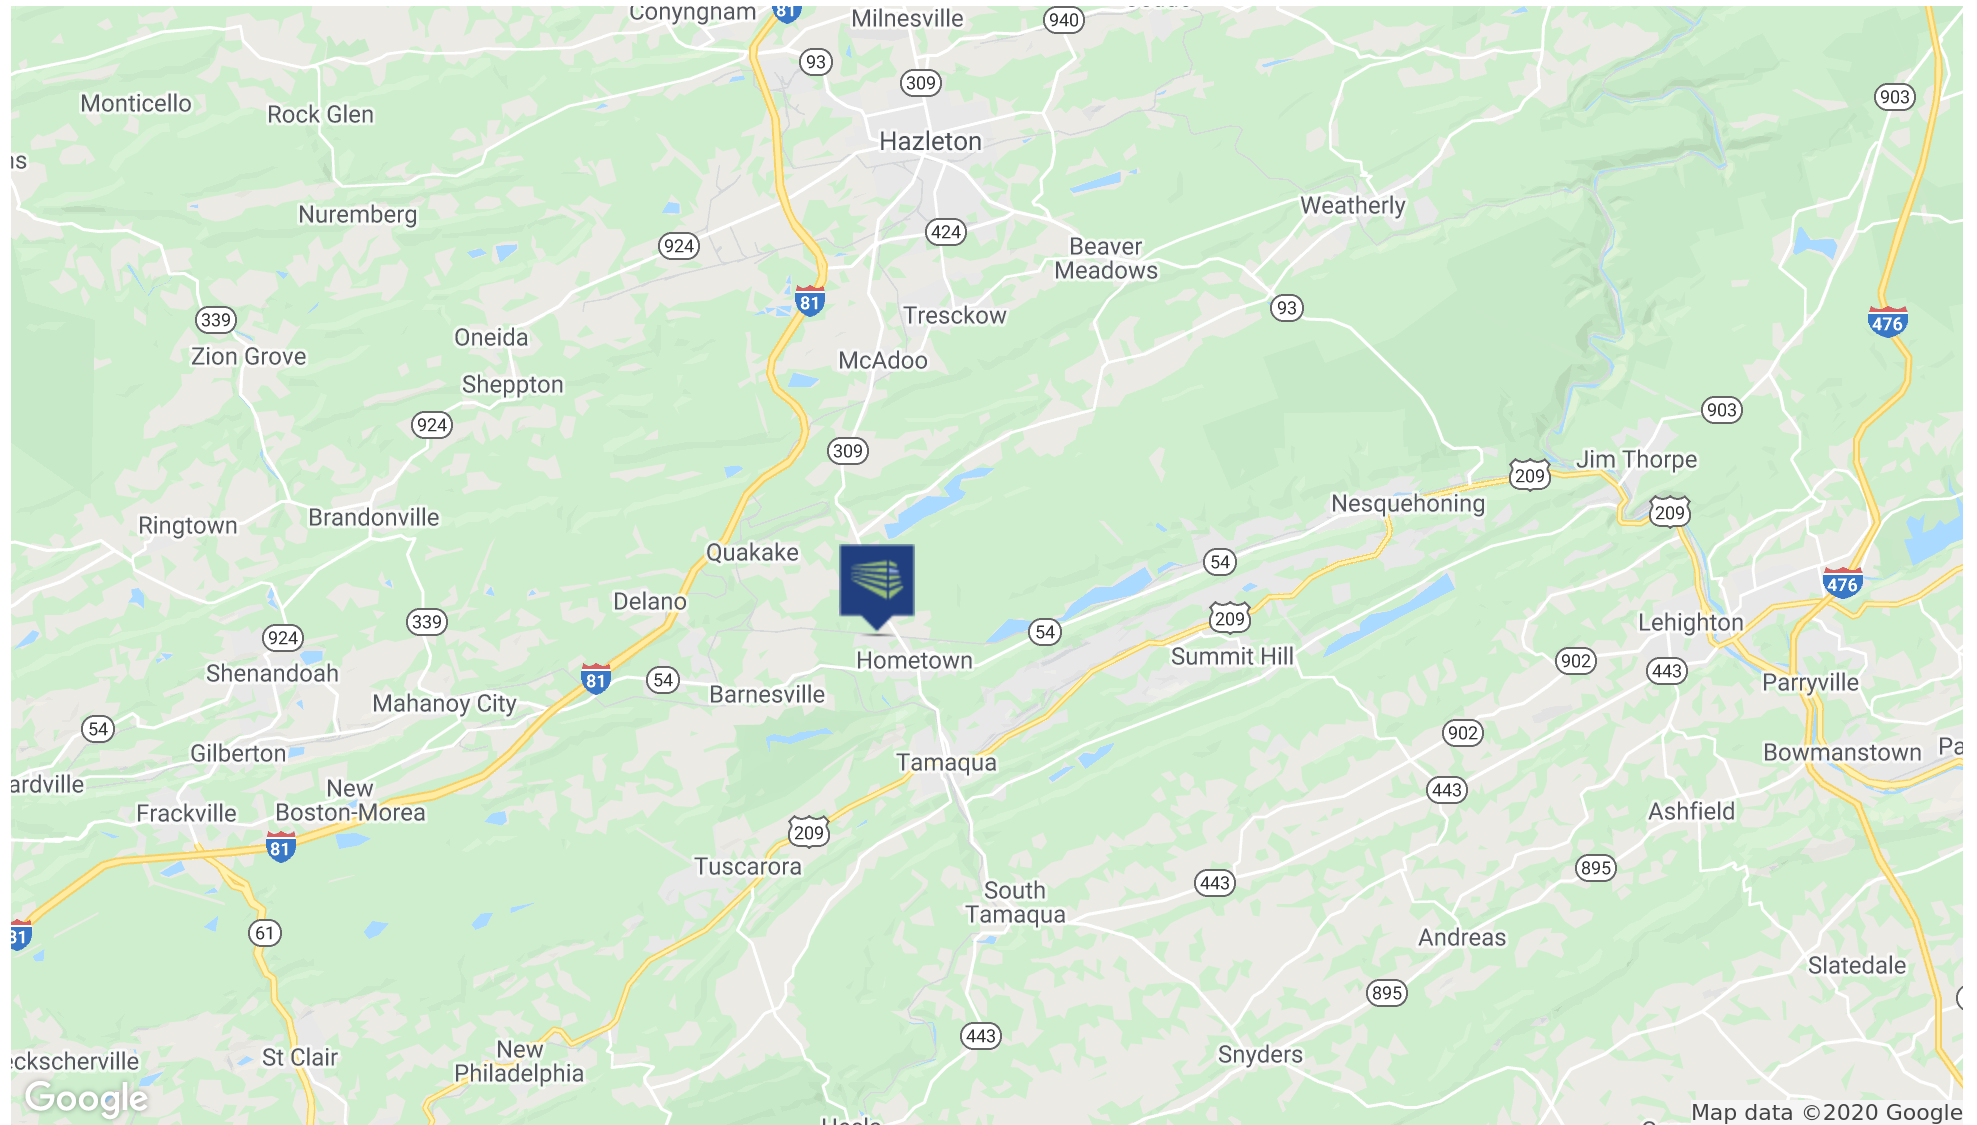 Conyngham
81
Milnesville
940
93
309
903
Monticello
Rock Glen
Hazleton
ns
Nuremberg
Weatherly
924
424
Beaver
Meadows
81
93
339
Tresckow
476
Oneida
Zion Grove
McAdoo
Sheppton
903
924
309
Jim Thorpe
209
Nesquehoning
209
Ringtown
Brandonville
Quakake
54
476
Delano
339
209
Lehighton
924
54
Hometown
Summit Hill
902
443
Shenandoah
81
54
Barnesville
Parryville
Mahanoy City
54
902
Gilberton
Tamaqua
Bowmanstown
Pa
ardville
New
Boston-Morea
443
Frackville
Ashfield
209
81
Tuscarora
895
443
South
Tamaqua
61
81
Andreas
Slatedale
895
443
New
Philadelphia
St Clair
Snyders
eckscherville
Google
Map data ©2020 Google